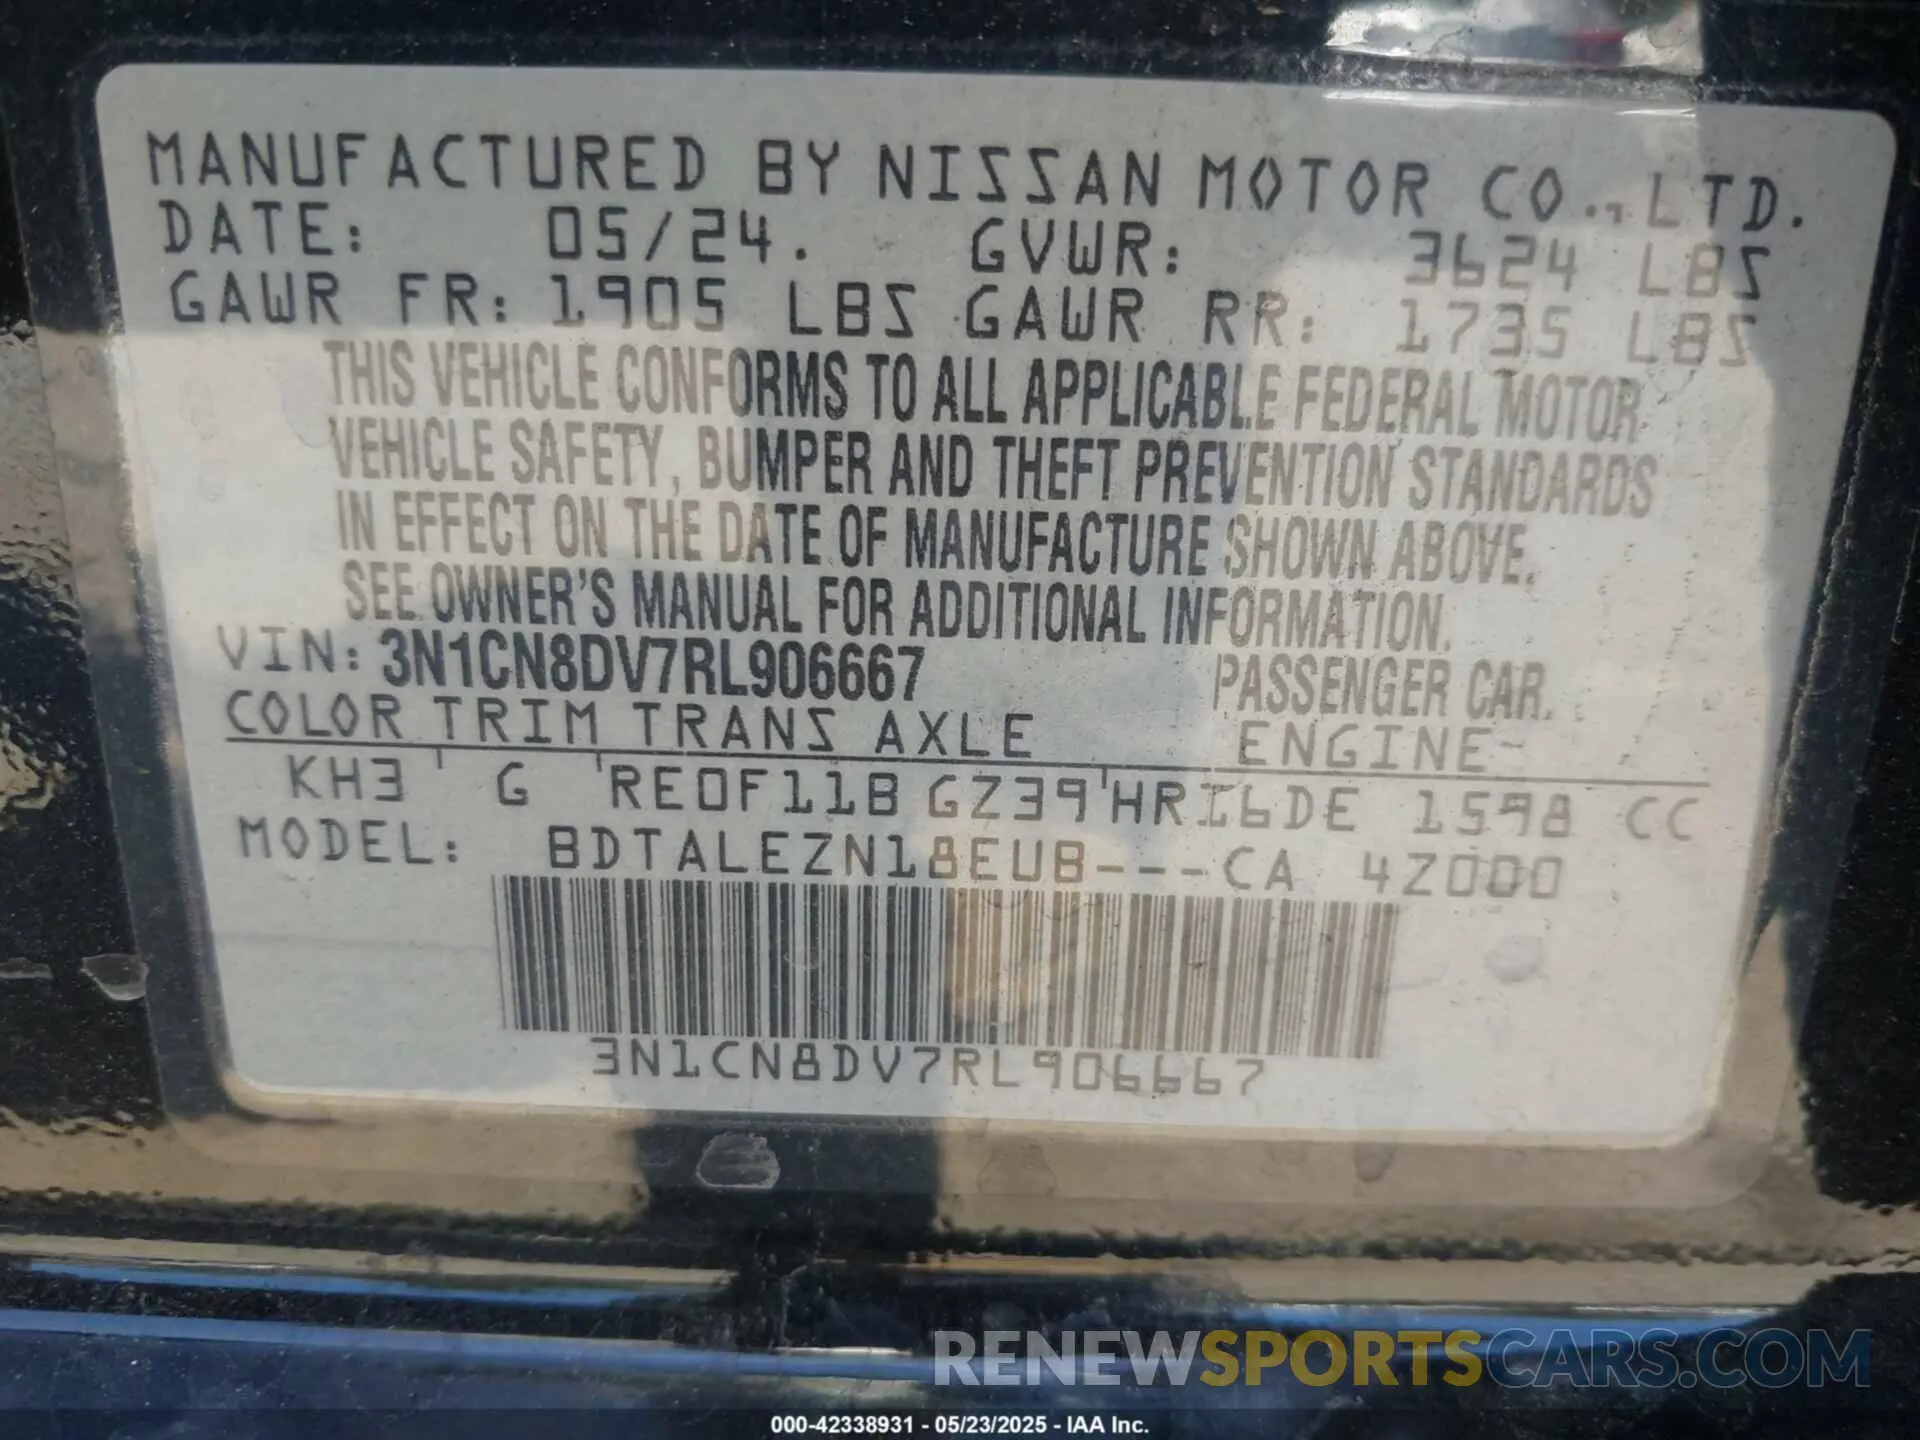 MANUFACTURED BY NISSAN MOTOR CO.,LTD.
DATE: 05/24. GVWR: 3624 LBS
GAWR FR: 1905 LBS GAWR RR: 1735 LBS
THIS VEHICLE CONFORMS TO ALL APPLICABLE FEDERAL MOTOR
VEHICLE SAFETY, BUMPER AND THEFT PREVENTION STANDARDS
IN EFFECT ON THE DATE OF MANUFACTURE SHOWN ABOVE.
SEE OWNER'S MANUAL FOR ADDITIONAL INFORMATION.
VIN: 3N1CN8DV7RL906667 PASSENGER CAR.
COLOR TRIM TRANS AXLE ENGINE
KH3 G RE0F11B GZ39 HR16DE 1598 CC
MODEL: BDTALEZN18EUB---CA 4Z000
3N1CN8DV7RL906667
RENEWSPORTSCARS.COM
000-42338931 - 05/23/2025 - IAA Inc.